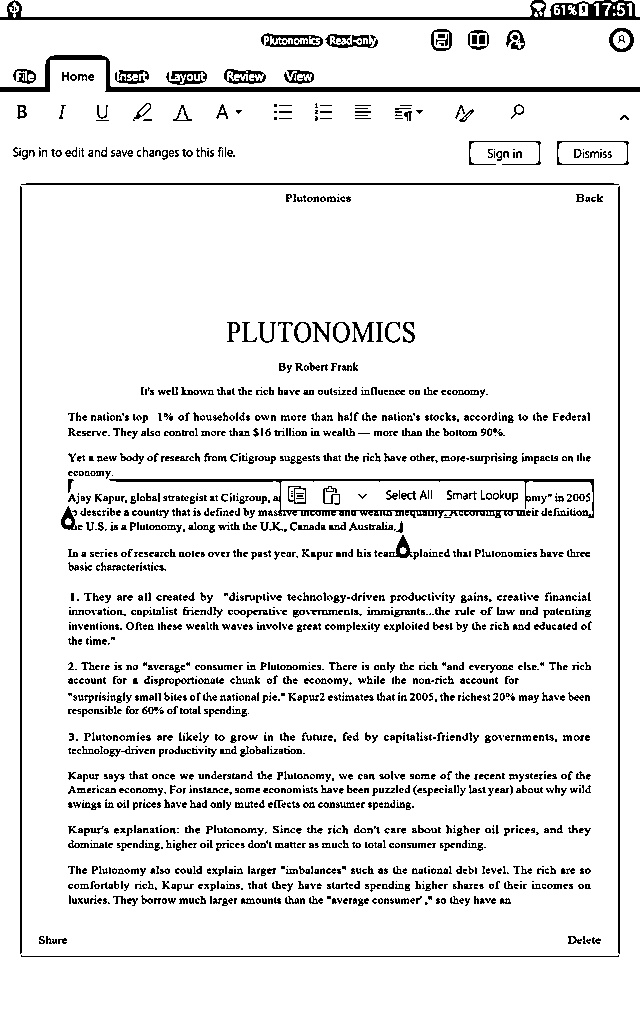 61% 17:51
Plutonomics - Read-only
File Home Insert Layout Review View
B I U A
Sign in to edit and save changes to this file.
Sign in Dismiss
Plutonomics Back
PLUTONOMICS
By Robert Frank
It's well known that the rich have an outsized influence on the economy.
The nation's top 1% of households own more than half the nation's stocks, according to the Federal
Reserve. They also control more than $16 trillion in wealth — more than the bottom 90%.
Yet a new body of research from Citigroup suggests that the rich have other, more-surprising impacts on the
economy.
Ajay Kapur, global strategist at Citigroup, a
Select All Smart Lookup
omy" in 2005
to describe a country that is defined by massive income and wealth inequality. According to their definition,
the U.S. is a Plutonomy, along with the U.K., Canada and Australia.
In a series of research notes over the past year, Kapur and his team explained that Plutonomies have three
basic characteristics.
1. They are all created by "disruptive technology-driven productivity gains, creative financial
innovation, capitalist friendly cooperative governments, immigrants...the rule of law and patenting
inventions. Often these wealth waves involve great complexity exploited best by the rich and educated of
the time."
2. There is no "average" consumer in Plutonomics. There is only the rich "and everyone else." The rich
account for a disproportionate chunk of the economy, while the non-rich account for
"surprisingly small bites of the national pie." Kapur2 estimates that in 2005, the richest 20% may have been
responsible for 60% of total spending.
3. Plutonomies are likely to grow in the future, fed by capitalist-friendly governments, more
technology-driven productivity and globalization.
Kapur says that once we understand the Plutonomy, we can solve some of the recent mysteries of the
American economy. For instance, some economists have been puzzled (especially last year) about why wild
swings in oil prices have had only muted effects on consumer spending.
Kapur's explanation: the Plutonomy. Since the rich don't care about higher oil prices, and they
dominate spending, higher oil prices don't matter as much to total consumer spending.
The Plutonomy also could explain larger "imbalances" such as the national debt level. The rich are so
comfortably rich, Kapur explains, that they have started spending higher shares of their incomes on
luxuries. They borrow much larger amounts than the "average consumer'," so they have an
Share Delete